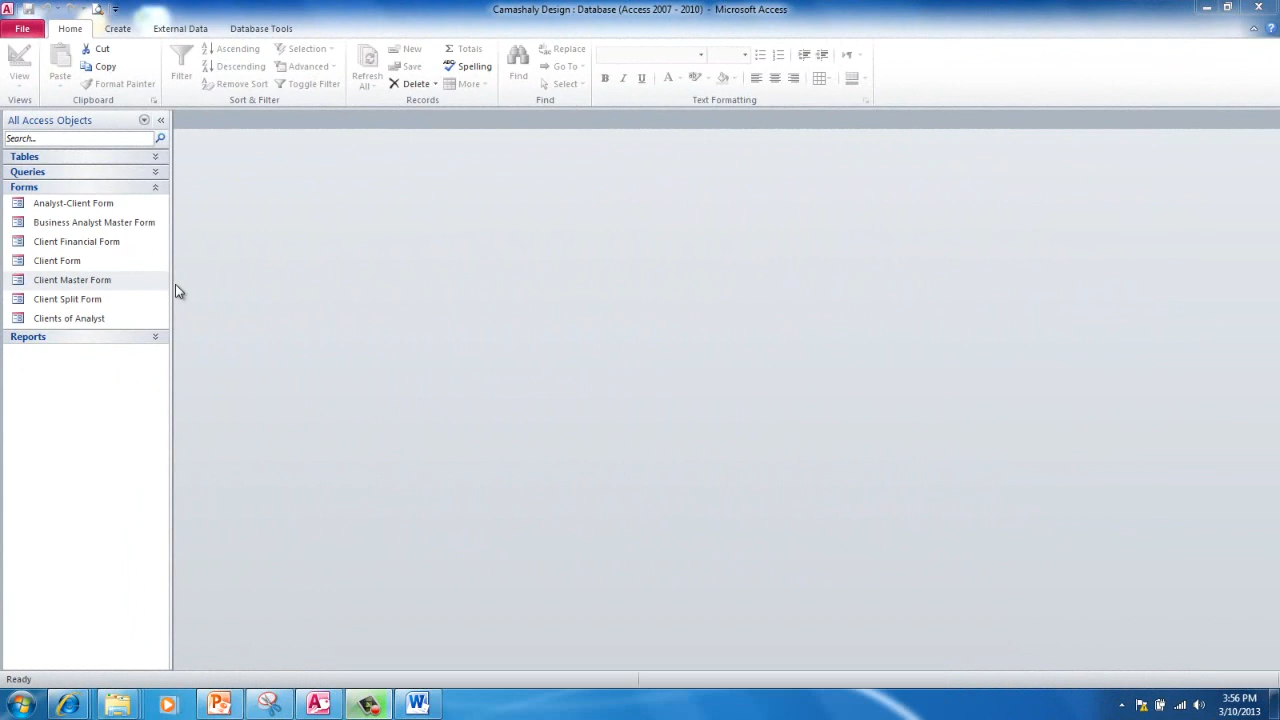 Camashaly Design : Database (Access 2007 - 2010) - Microsoft Access
File Home Create External Data Database Tools
View
Views
Paste
Cut
Copy
Format Painter
Clipboard
Filter
Ascending
Descending
Remove Sort
Selection
Advanced
Toggle Filter
Sort & Filter
Refresh
All
New
Save
Delete
Totals
Spelling
More
Records
Find
Replace
Go To
Select
Find
B I U A
Text Formatting
All Access Objects
Search...
Tables
Queries
Forms
Analyst-Client Form
Business Analyst Master Form
Client Financial Form
Client Form
Client Master Form
Client Split Form
Clients of Analyst
Reports
Ready
3:56 PM
3/10/2013